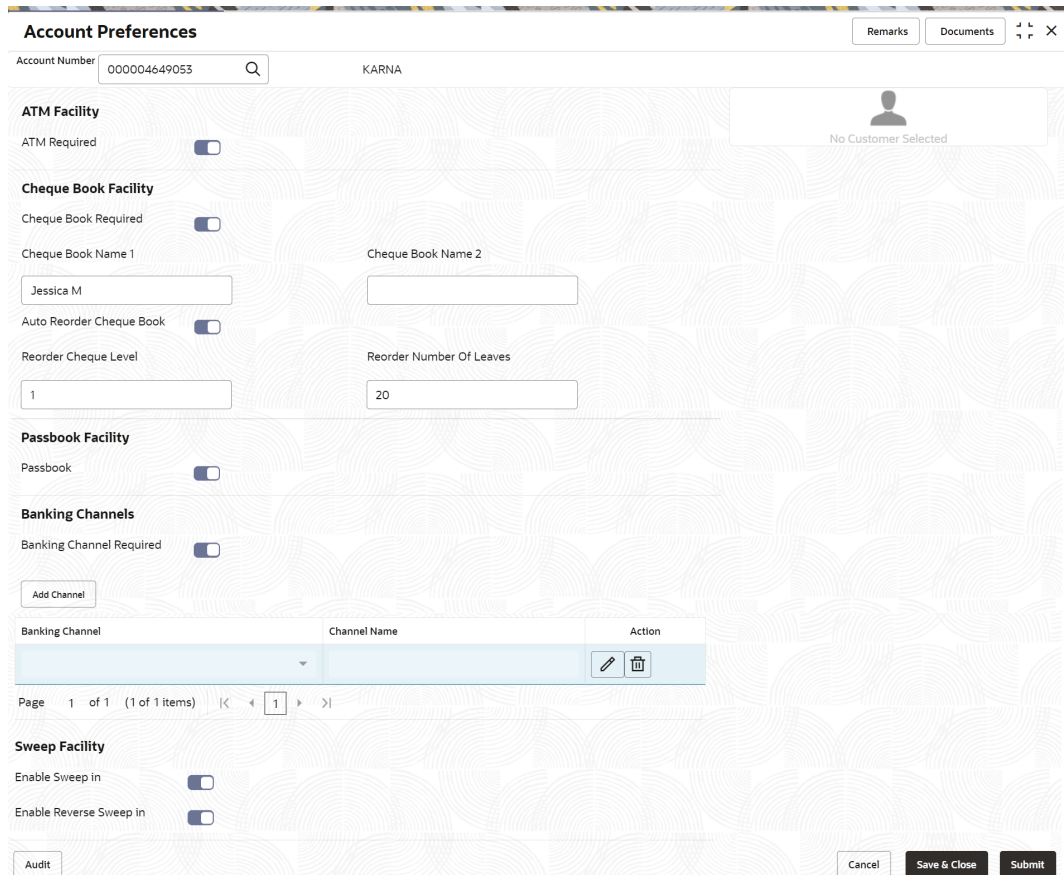 Account Preferences Remarks Documents
Account Number 000004649053 KARNA
No Customer Selected
ATM Facility
ATM Required
Cheque Book Facility
Cheque Book Required
Cheque Book Name 1 Cheque Book Name 2
Jessica M
Auto Reorder Cheque Book
Reorder Cheque Level Reorder Number Of Leaves
1 20
Passbook Facility
Passbook
Banking Channels
Banking Channel Required
Add Channel
Banking Channel Channel Name Action
Page 1 of 1 (1 of 1 items) 1
Sweep Facility
Enable Sweep in
Enable Reverse Sweep in
Audit Cancel Save & Close Submit